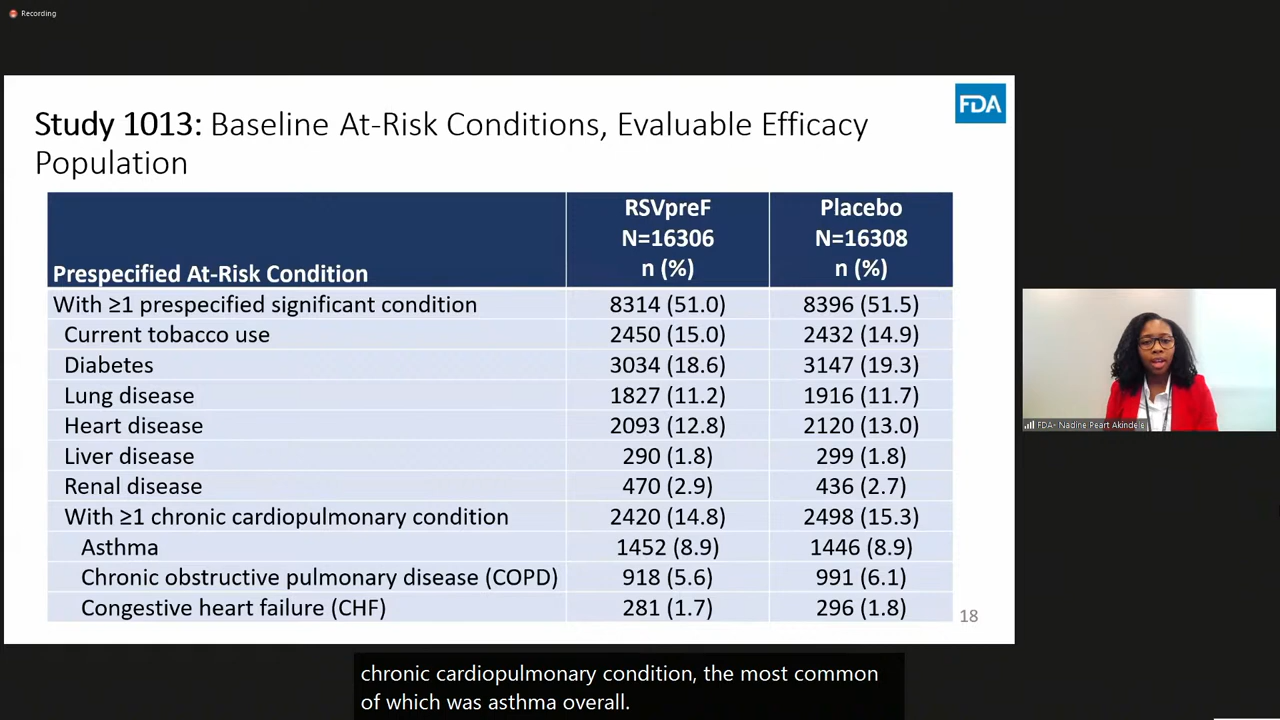 Recording
FDA
Study 1013: Baseline At-Risk Conditions, Evaluable Efficacy
Population
Prespecified At-Risk Condition
RSVpreF
N=16306
n (%)
Placebo
N=16308
n (%)
With ≥1 prespecified significant condition 8314 (51.0) 8396 (51.5)
Current tobacco use 2450 (15.0) 2432 (14.9)
Diabetes 3034 (18.6) 3147 (19.3)
Lung disease 1827 (11.2) 1916 (11.7)
Heart disease 2093 (12.8) 2120 (13.0)
Liver disease 290 (1.8) 299 (1.8)
Renal disease 470 (2.9) 436 (2.7)
With ≥1 chronic cardiopulmonary condition 2420 (14.8) 2498 (15.3)
Asthma 1452 (8.9) 1446 (8.9)
Chronic obstructive pulmonary disease (COPD) 918 (5.6) 991 (6.1)
Congestive heart failure (CHF) 281 (1.7) 296 (1.8)
18
FDA- Nadine Peart Akindele
chronic cardiopulmonary condition, the most common
of which was asthma overall.